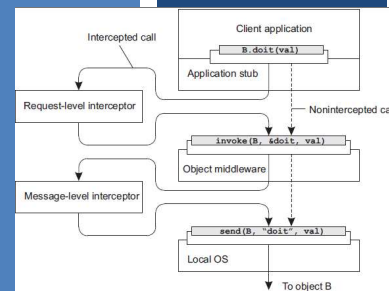 Client application
Intercepted call
B.doit(val)
Application stub
Request-level interceptor
Nonintercepted ca
invoke(B, &doit, val)
Object middleware
Message-level interceptor
send(B, "doit", val)
Local OS
To object B